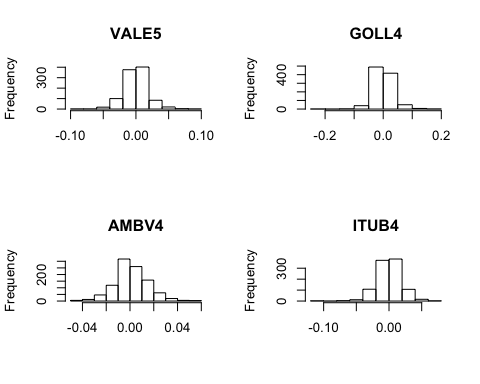 VALE5
Frequency
0 300
-0.10 0.00 0.10
GOLL4
Frequency
0 400
-0.2 0.0 0.2
AMBV4
Frequency
0 200
-0.04 0.00 0.04
ITUB4
Frequency
0 300
-0.10 0.00